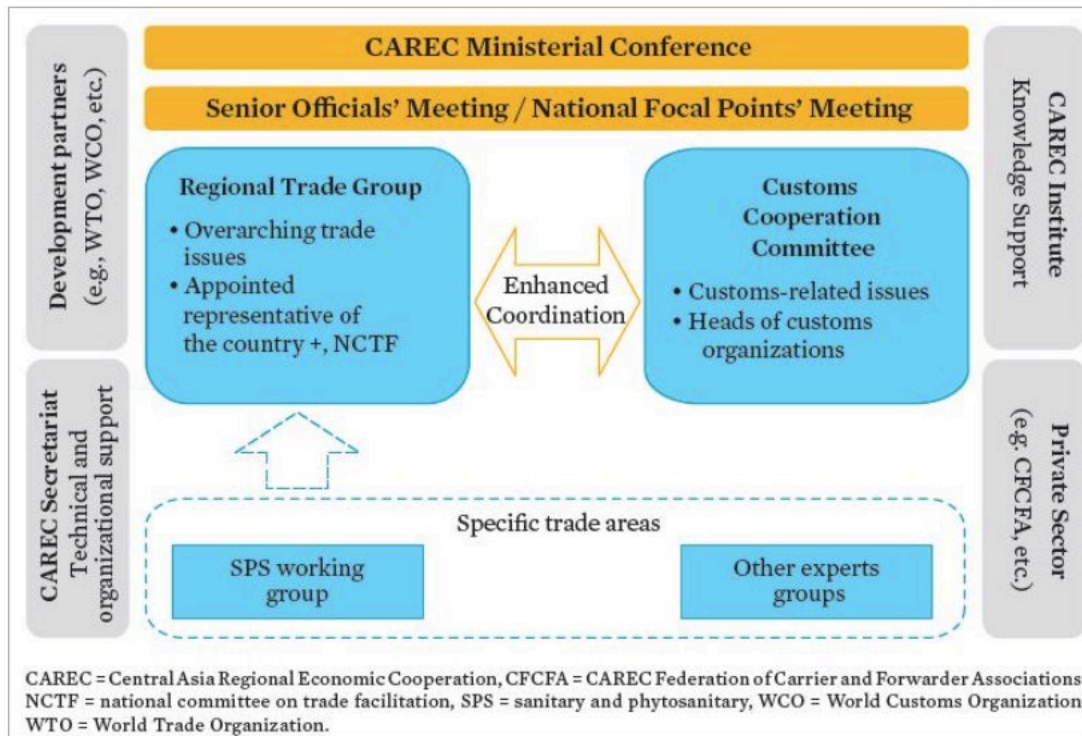 CAREC Ministerial Conference
Senior Officials’ Meeting / National Focal Points’ Meeting
Development partners
(e.g., WTO, WCO, etc.)
CAREC Secretariat
Technical and
organizational support
Regional Trade Group
• Overarching trade
issues
• Appointed
representative of
the country +, NCTF
Enhanced
Coordination
Customs
Cooperation
Committee
• Customs-related issues
• Heads of customs
organizations
CAREC Institute
Knowledge Support
Private Sector
(e.g. CFCFA, etc.)
Specific trade areas
SPS working
group
Other experts
groups
CAREC = Central Asia Regional Economic Cooperation, CFCFA = CAREC Federation of Carrier and Forwarder Associations
NCTF = national committee on trade facilitation, SPS = sanitary and phytosanitary, WCO = World Customs Organization
WTO = World Trade Organization.